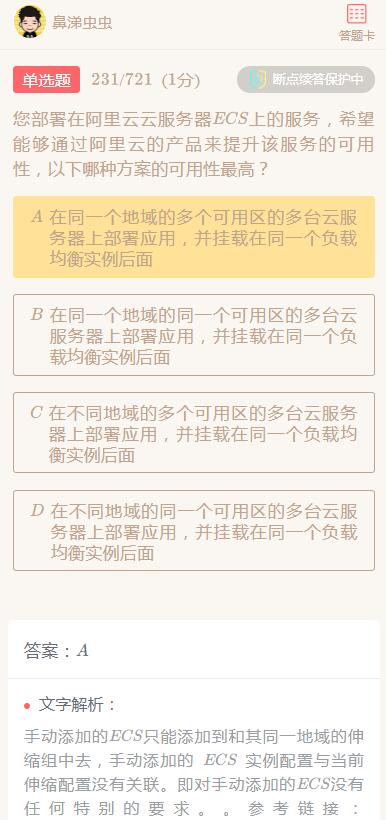 鼻涕虫虫
答题卡
单选题 231/721 (1分) 断点续答保护中
您部署在阿里云云服务器ECS上的服务，希望
能够通过阿里云的产品来提升该服务的可用
性，以下哪种方案的可用性最高？
A 在同一个地域的多个可用区的多台云服
务器上部署应用，并挂载在同一个负载
均衡实例后面
B 在同一个地域的同一个可用区的多台云
服务器上部署应用，并挂载在同一个负
载均衡实例后面
C 在不同地域的多个可用区的多台云服务
器上部署应用，并挂载在同一个负载均
衡实例后面
D 在不同地域的同一个可用区的多台云服
务器上部署应用，并挂载在同一个负载
均衡实例后面
答案：A
文字解析：
手动添加的ECS只能添加到和其同一地域的伸
缩组中去，手动添加的 ECS 实例配置与当前
伸缩配置没有关联。即对手动添加的ECS没有
任何特别的要求。。参考链接：